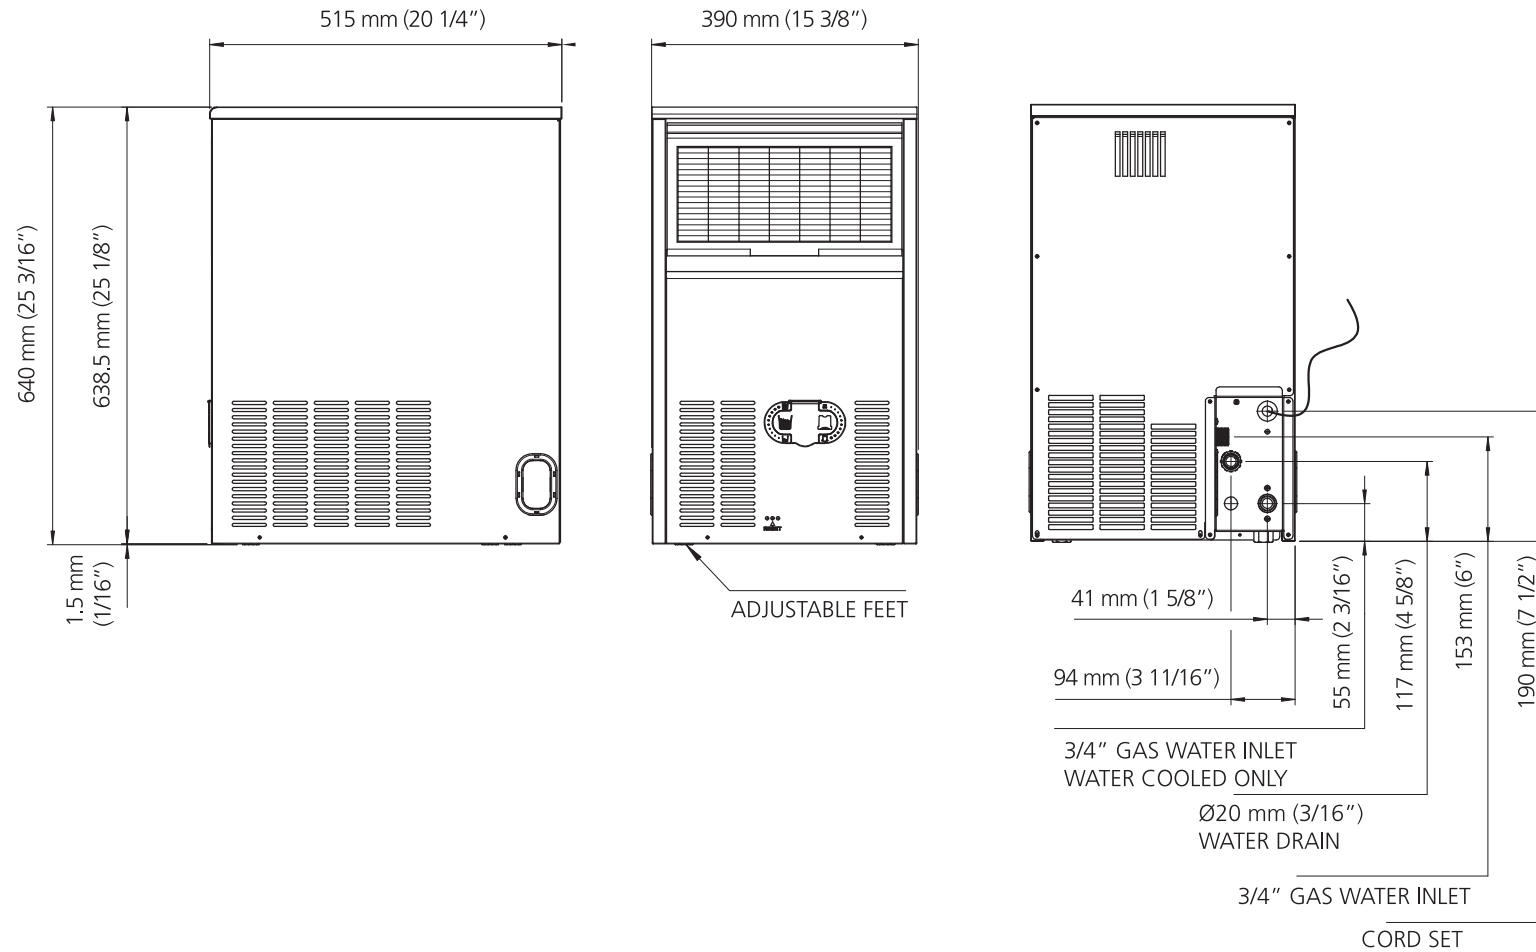 515 mm (20 1/4”)
390 mm (15 3/8”)
640 mm (25 3/16”)
638.5 mm (25 1/8”)
1.5 mm
(1/16”)
RESET
ADJUSTABLE FEET
41 mm (1 5/8”)
94 mm (3 11/16”)
55 mm (2 3/16”)
117 mm (4 5/8”)
153 mm (6”)
190 mm (7 1/2”)
3/4” GAS WATER INLET
WATER COOLED ONLY
Ø20 mm (3/16”)
WATER DRAIN
3/4” GAS WATER INLET
CORD SET